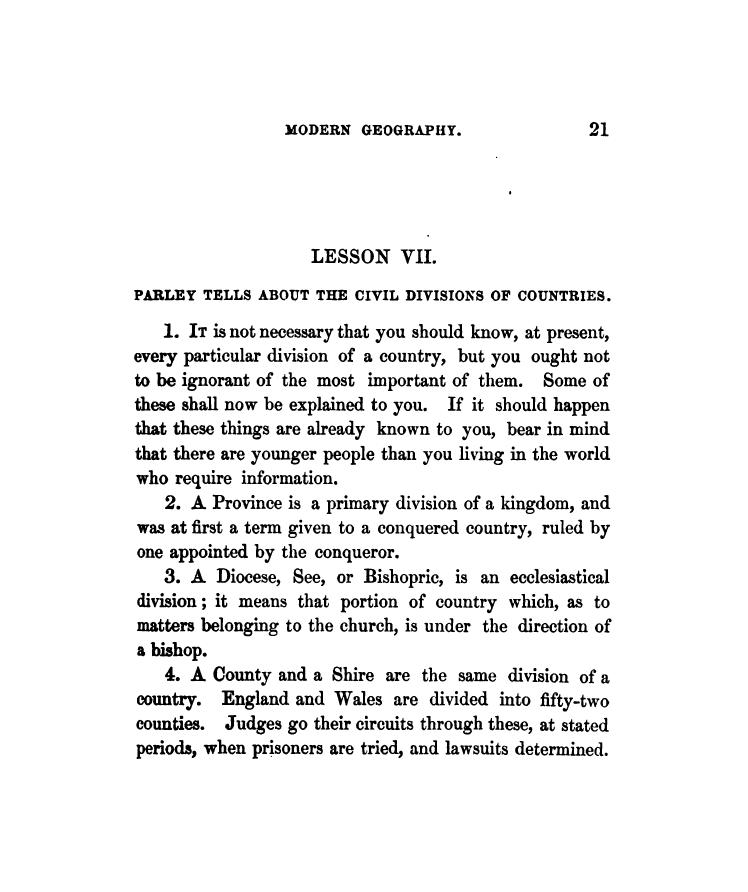 MODERN GEOGRAPHY. 21
LESSON VII.
PARLEY TELLS ABOUT THE CIVIL DIVISIONS OF COUNTRIES.
1. IT is not necessary that you should know, at present,
every particular division of a country, but you ought not
to be ignorant of the most important of them. Some of
these shall now be explained to you. If it should happen
that these things are already known to you, bear in mind
that there are younger people than you living in the world
who require information.
2. A Province is a primary division of a kingdom, and
was at first a term given to a conquered country, ruled by
one appointed by the conqueror.
3. A Diocese, See, or Bishopric, is an ecclesiastical
division; it means that portion of country which, as to
matters belonging to the church, is under the direction of
a bishop.
4. A County and a Shire are the same division of a
country. England and Wales are divided into fifty-two
counties. Judges go their circuits through these, at stated
periods, when prisoners are tried, and lawsuits determined.